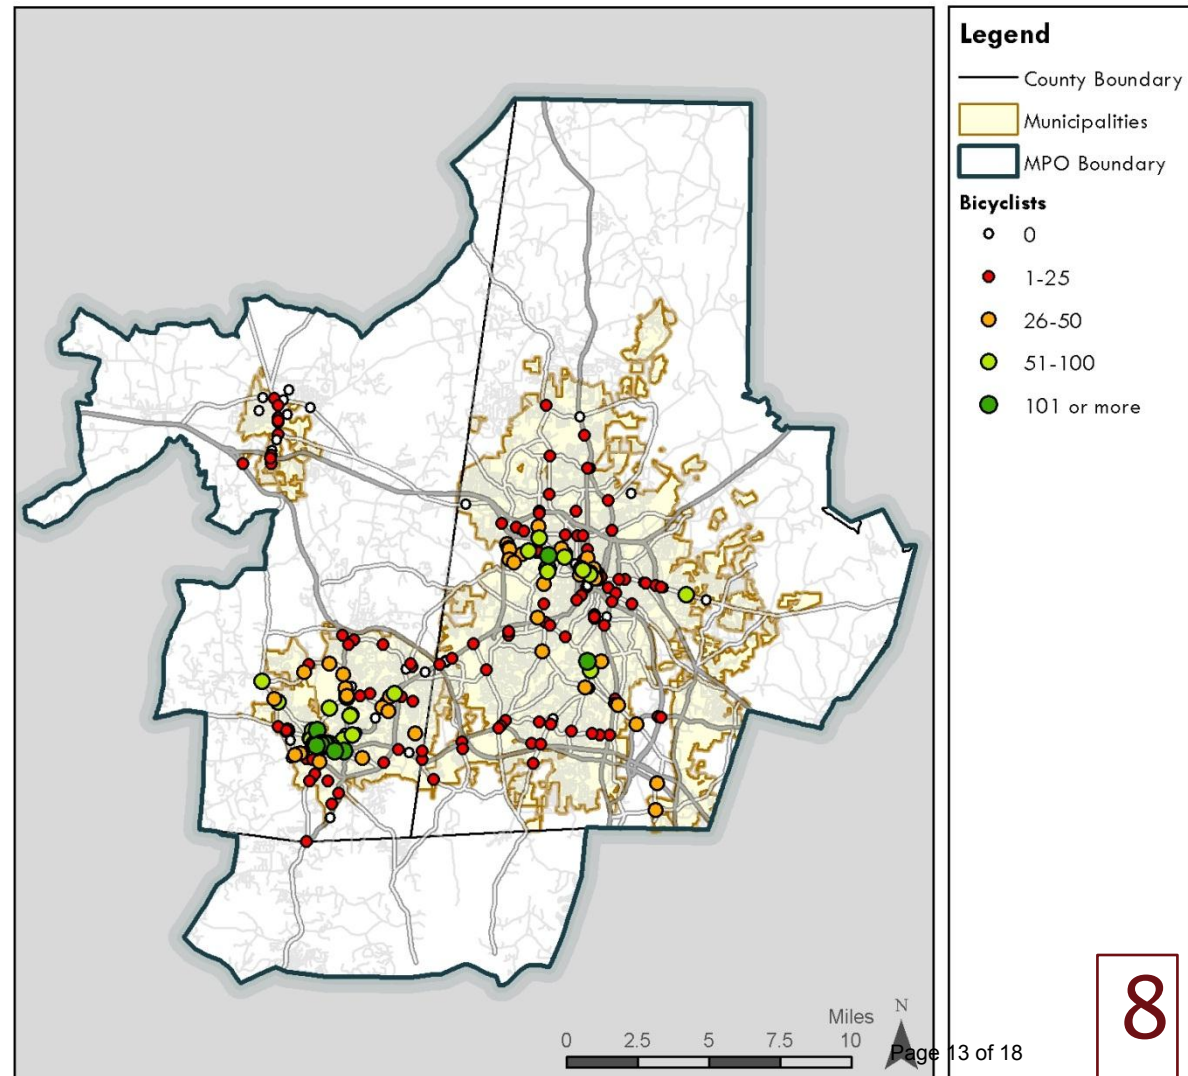 Legend
County Boundary
Municipalities
MPO Boundary
Bicyclists
0
1-25
26-50
51-100
101 or more
Miles
N
0 2.5 5 7.5 10
Page 13 of 18
8